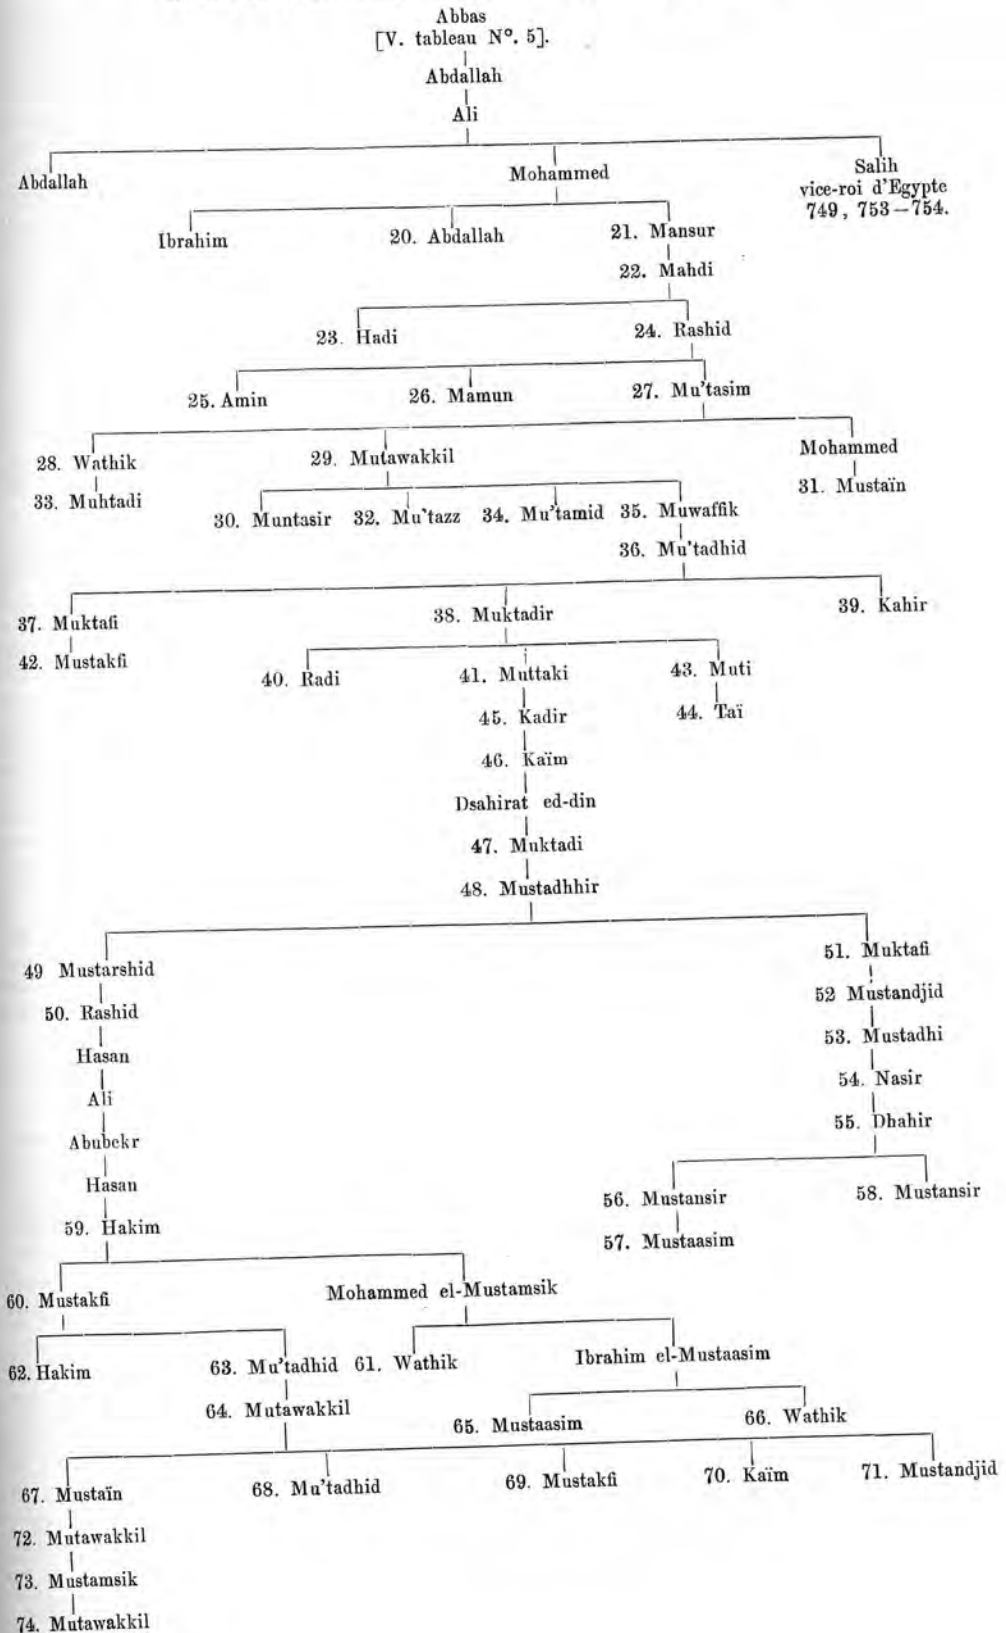 Abbas
[V. tableau N°. 5].
Abdallah
Ali
Abdallah
Mohammed
Salih
vice-roi d'Egypte
749, 753–754.
Ibrahim
20. Abdallah
21. Mansur
22. Mahdi
23. Hadi
24. Rashid
25. Amin
26. Mamun
27. Mu'tasim
28. Wathik
29. Mutawakkil
Mohammed
33. Muhtadi
31. Mustaïn
30. Muntasir
32. Mu'tazz
34. Mu'tamid
35. Muwaffik
36. Mu'tadhid
37. Muktafi
38. Muktadir
39. Kahir
42. Mustakfi
40. Radi
41. Muttaki
43. Muti
45. Kadir
44. Taï
46. Kaïm
Dsahirat ed-din
47. Muktadi
48. Mustadhhir
49 Mustarshid
51. Muktafi
50. Rashid
52 Mustandjid
Hasan
53. Mustadhi
Ali
54. Nasir
Abubekr
55. Dhahir
Hasan
56. Mustansir
58. Mustansir
59. Hakim
57. Mustaasim
60. Mustakfi
Mohammed el-Mustamsik
62. Hakim
63. Mu'tadhid
61. Wathik
Ibrahim el-Mustaasim
64. Mutawakkil
65. Mustaasim
66. Wathik
67. Mustaïn
68. Mu'tadhid
69. Mustakfi
70. Kaïm
71. Mustandjid
72. Mutawakkil
73. Mustamsik
74. Mutawakkil